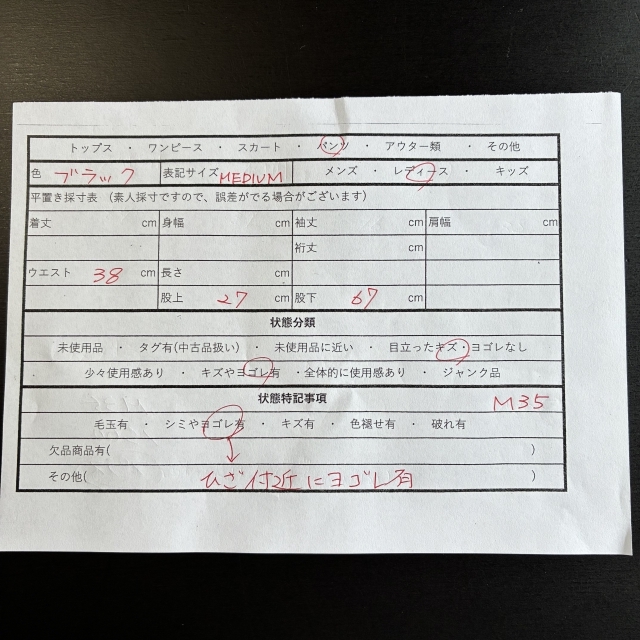 トップス ・ ワンピース ・ スカート ・ パンツ ・ アウター類 ・ その他
色 ブラック 表記サイズ MEDIUM メンズ ・ レディース ・ キッズ
平置き採寸表 (素人採寸ですので、誤差がでる場合がございます)
着丈 cm 身幅 cm 袖丈 cm 肩幅 cm
裄丈 cm
ウエスト 38 cm 長さ cm
股上 27 cm 股下 67 cm
状態分類
未使用品 ・ タグ有(中古品扱い) ・ 未使用品に近い ・ 目立ったキズ・ヨゴレなし
少々使用感あり ・ キズやヨゴレ有 ・全体的に使用感あり ・ ジャンク品
状態特記事項 M35
毛玉有 ・ シミやヨゴレ有 ・ キズ有 ・ 色褪せ有 ・ 破れ有
欠品商品有( )
その他( ひざ付近にヨゴレ有 )